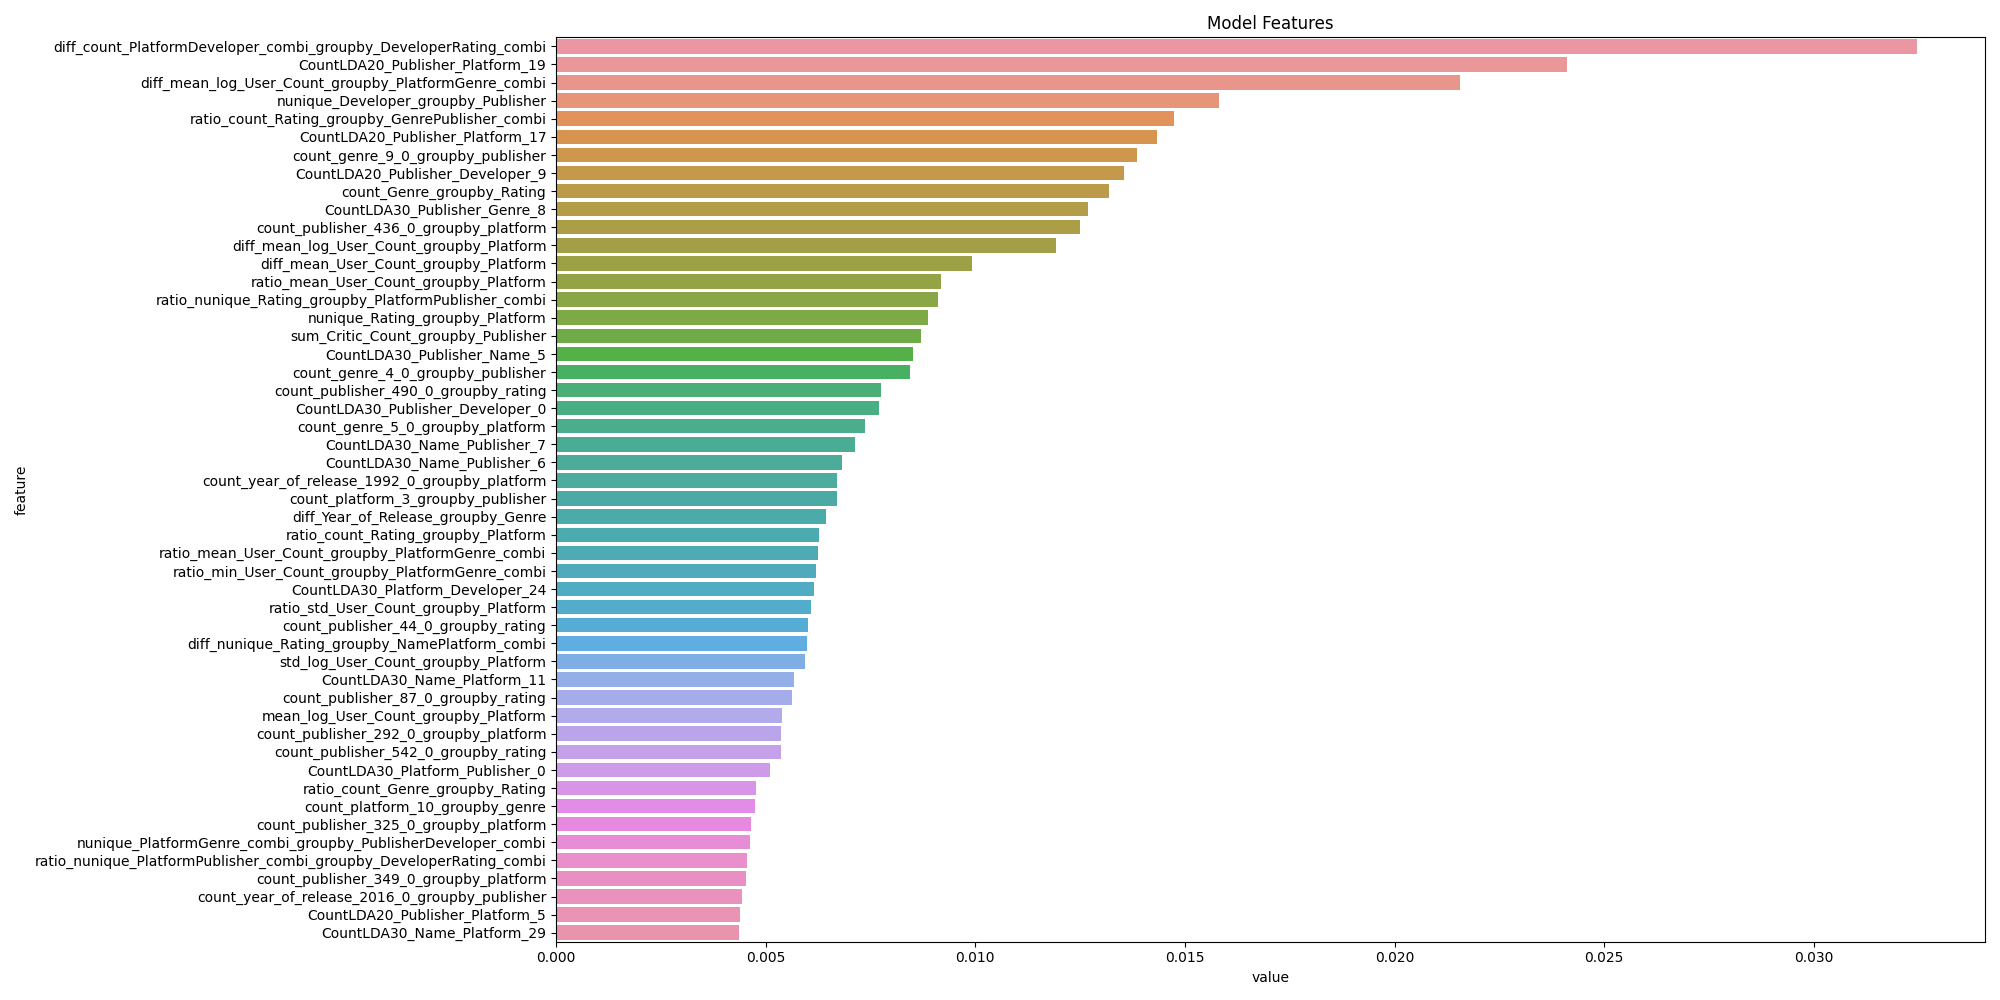 Model Features
diff_count_PlatformDeveloper_combi_groupby_DeveloperRating_combi
CountLDA20_Publisher_Platform_19
diff_mean_log_User_Count_groupby_PlatformGenre_combi
nunique_Developer_groupby_Publisher
ratio_count_Rating_groupby_GenrePublisher_combi
CountLDA20_Publisher_Platform_17
count_genre_9_0_groupby_publisher
CountLDA20_Publisher_Developer_9
count_Genre_groupby_Rating
CountLDA30_Publisher_Genre_8
count_publisher_436_0_groupby_platform
diff_mean_log_User_Count_groupby_Platform
diff_mean_User_Count_groupby_Platform
ratio_mean_User_Count_groupby_Platform
ratio_nunique_Rating_groupby_PlatformPublisher_combi
nunique_Rating_groupby_Platform
sum_Critic_Count_groupby_Publisher
CountLDA30_Publisher_Name_5
count_genre_4_0_groupby_publisher
count_publisher_490_0_groupby_rating
CountLDA30_Publisher_Developer_0
count_genre_5_0_groupby_platform
CountLDA30_Name_Publisher_7
CountLDA30_Name_Publisher_6
count_year_of_release_1992_0_groupby_platform
count_platform_3_groupby_publisher
diff_Year_of_Release_groupby_Genre
ratio_count_Rating_groupby_Platform
ratio_mean_User_Count_groupby_PlatformGenre_combi
ratio_min_User_Count_groupby_PlatformGenre_combi
CountLDA30_Platform_Developer_24
ratio_std_User_Count_groupby_Platform
count_publisher_44_0_groupby_rating
diff_nunique_Rating_groupby_NamePlatform_combi
std_log_User_Count_groupby_Platform
CountLDA30_Name_Platform_11
count_publisher_87_0_groupby_rating
mean_log_User_Count_groupby_Platform
count_publisher_292_0_groupby_platform
count_publisher_542_0_groupby_rating
CountLDA30_Platform_Publisher_0
ratio_count_Genre_groupby_Rating
count_platform_10_groupby_genre
count_publisher_325_0_groupby_platform
nunique_PlatformGenre_combi_groupby_PublisherDeveloper_combi
ratio_nunique_PlatformPublisher_combi_groupby_DeveloperRating_combi
count_publisher_349_0_groupby_platform
count_year_of_release_2016_0_groupby_publisher
CountLDA20_Publisher_Platform_5
CountLDA30_Name_Platform_29
feature
0.000 0.005 0.010 0.015 0.020 0.025 0.030
value